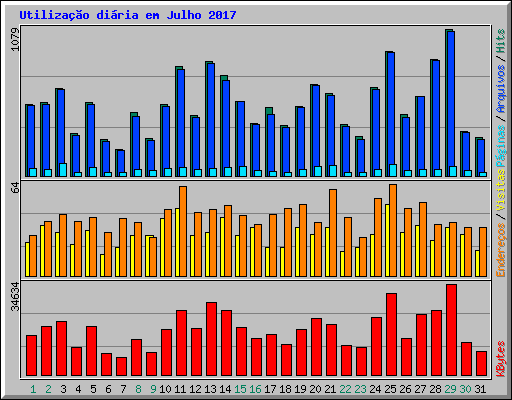 Utilização diária em Julho 2017
1079
64
34634
Endereços / visitas Páginas / Arquivos / Hits
KBytes
1 2 3 4 5 6 7 8 9 10 11 12 13 14 15 16 17 18 19 20 21 22 23 24 25 26 27 28 29 30 31